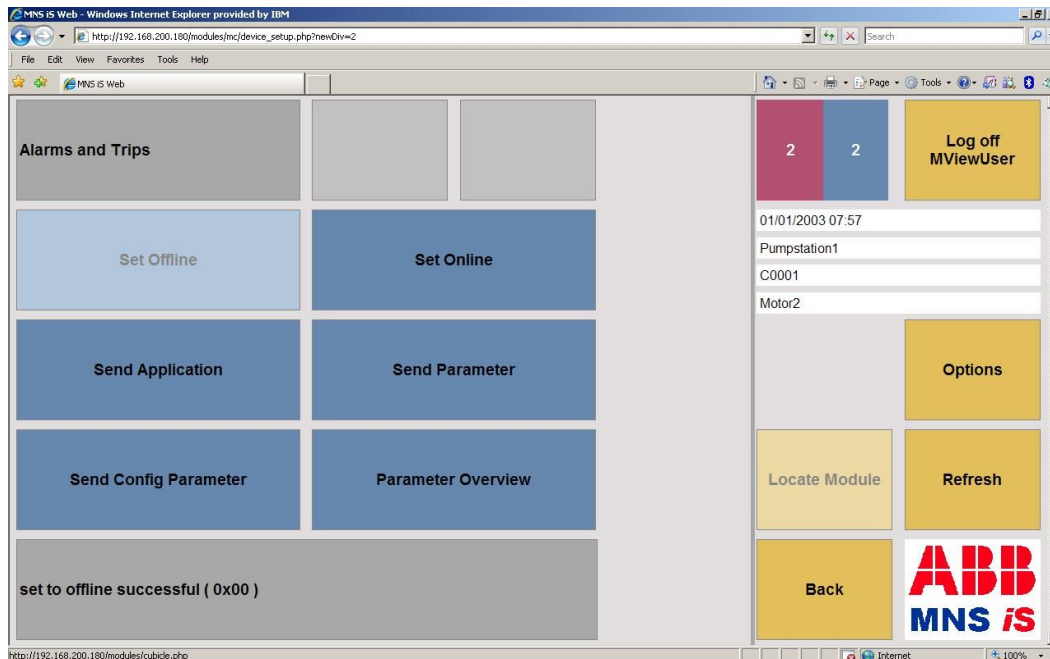 MNS iS Web - Windows Internet Explorer provided by IBM
http://192.168.200.180/modules/mc/device_setup.php?newDiv=2
Search
File Edit View Favorites Tools Help
MNS iS Web
Page Tools
Alarms and Trips
2 2
Log off
MViewUser
01/01/2003 07:57
Pumpstation1
C0001
Motor2
Set Offline
Set Online
Send Application
Send Parameter
Options
Send Config Parameter
Parameter Overview
Locate Module
Refresh
set to offline successful ( 0x00 )
Back
ABB
MNS iS
http://192.168.200.180/modules/cubicle.php
Internet
100%